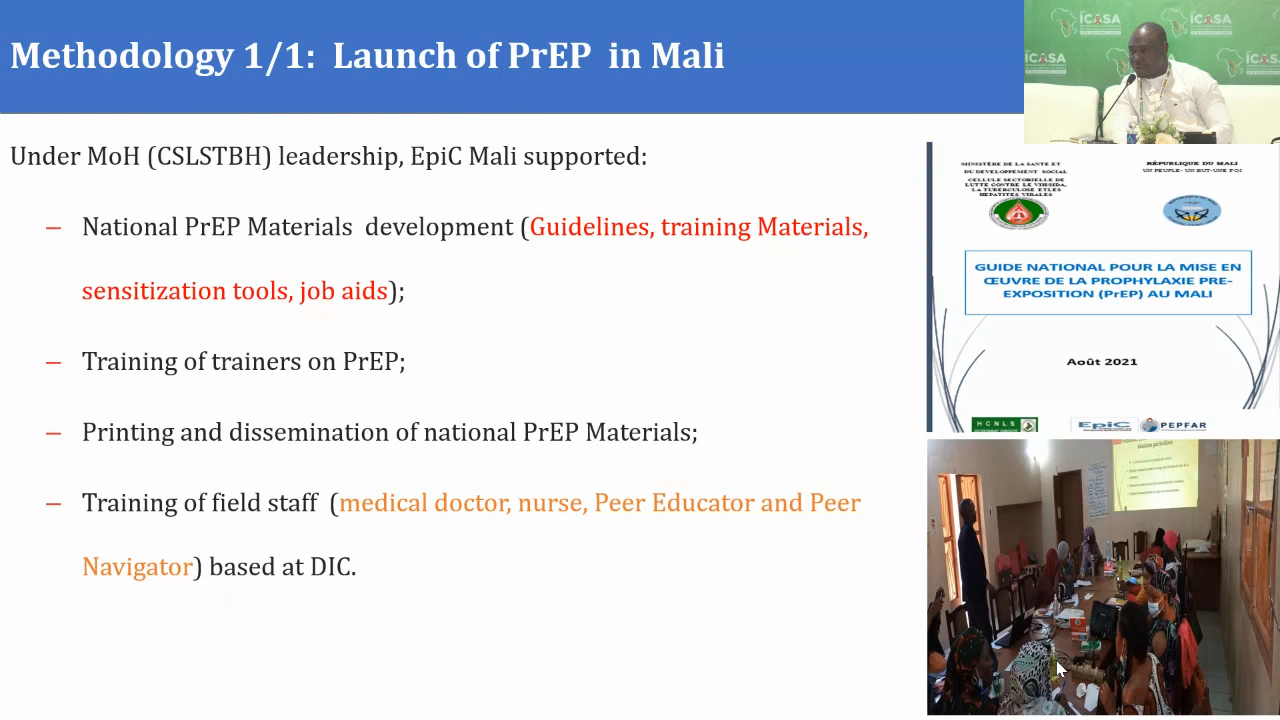 Methodology 1/1: Launch of PrEP in Mali
ICASA
ICASA
ICASA
ICASA
Under MoH (CSLSTBH) leadership, EpiC Mali supported:
– National PrEP Materials development (Guidelines, training Materials,
sensitization tools, job aids);
– Training of trainers on PrEP;
– Printing and dissemination of national PrEP Materials;
– Training of field staff (medical doctor, nurse, Peer Educator and Peer
Navigator) based at DIC.
MINISTÈRE DE LA SANTE ET
DU DEVELOPPEMENT SOCIAL
CELLULE SECTORIELLE DE
LUTTE CONTRE LE VIH/SIDA,
LA TUBERCULOSE ET LES
HEPATITES VIRALES
RÉPUBLIQUE DU MALI
UN PEUPLE- UN BUT-UNE FOI
GUIDE NATIONAL POUR LA MISE EN
ŒUVRE DE LA PROPHYLAXIE PRE-
EXPOSITION (PrEP) AU MALI
Août 2021
HCNLS
EpiC
PEPFAR